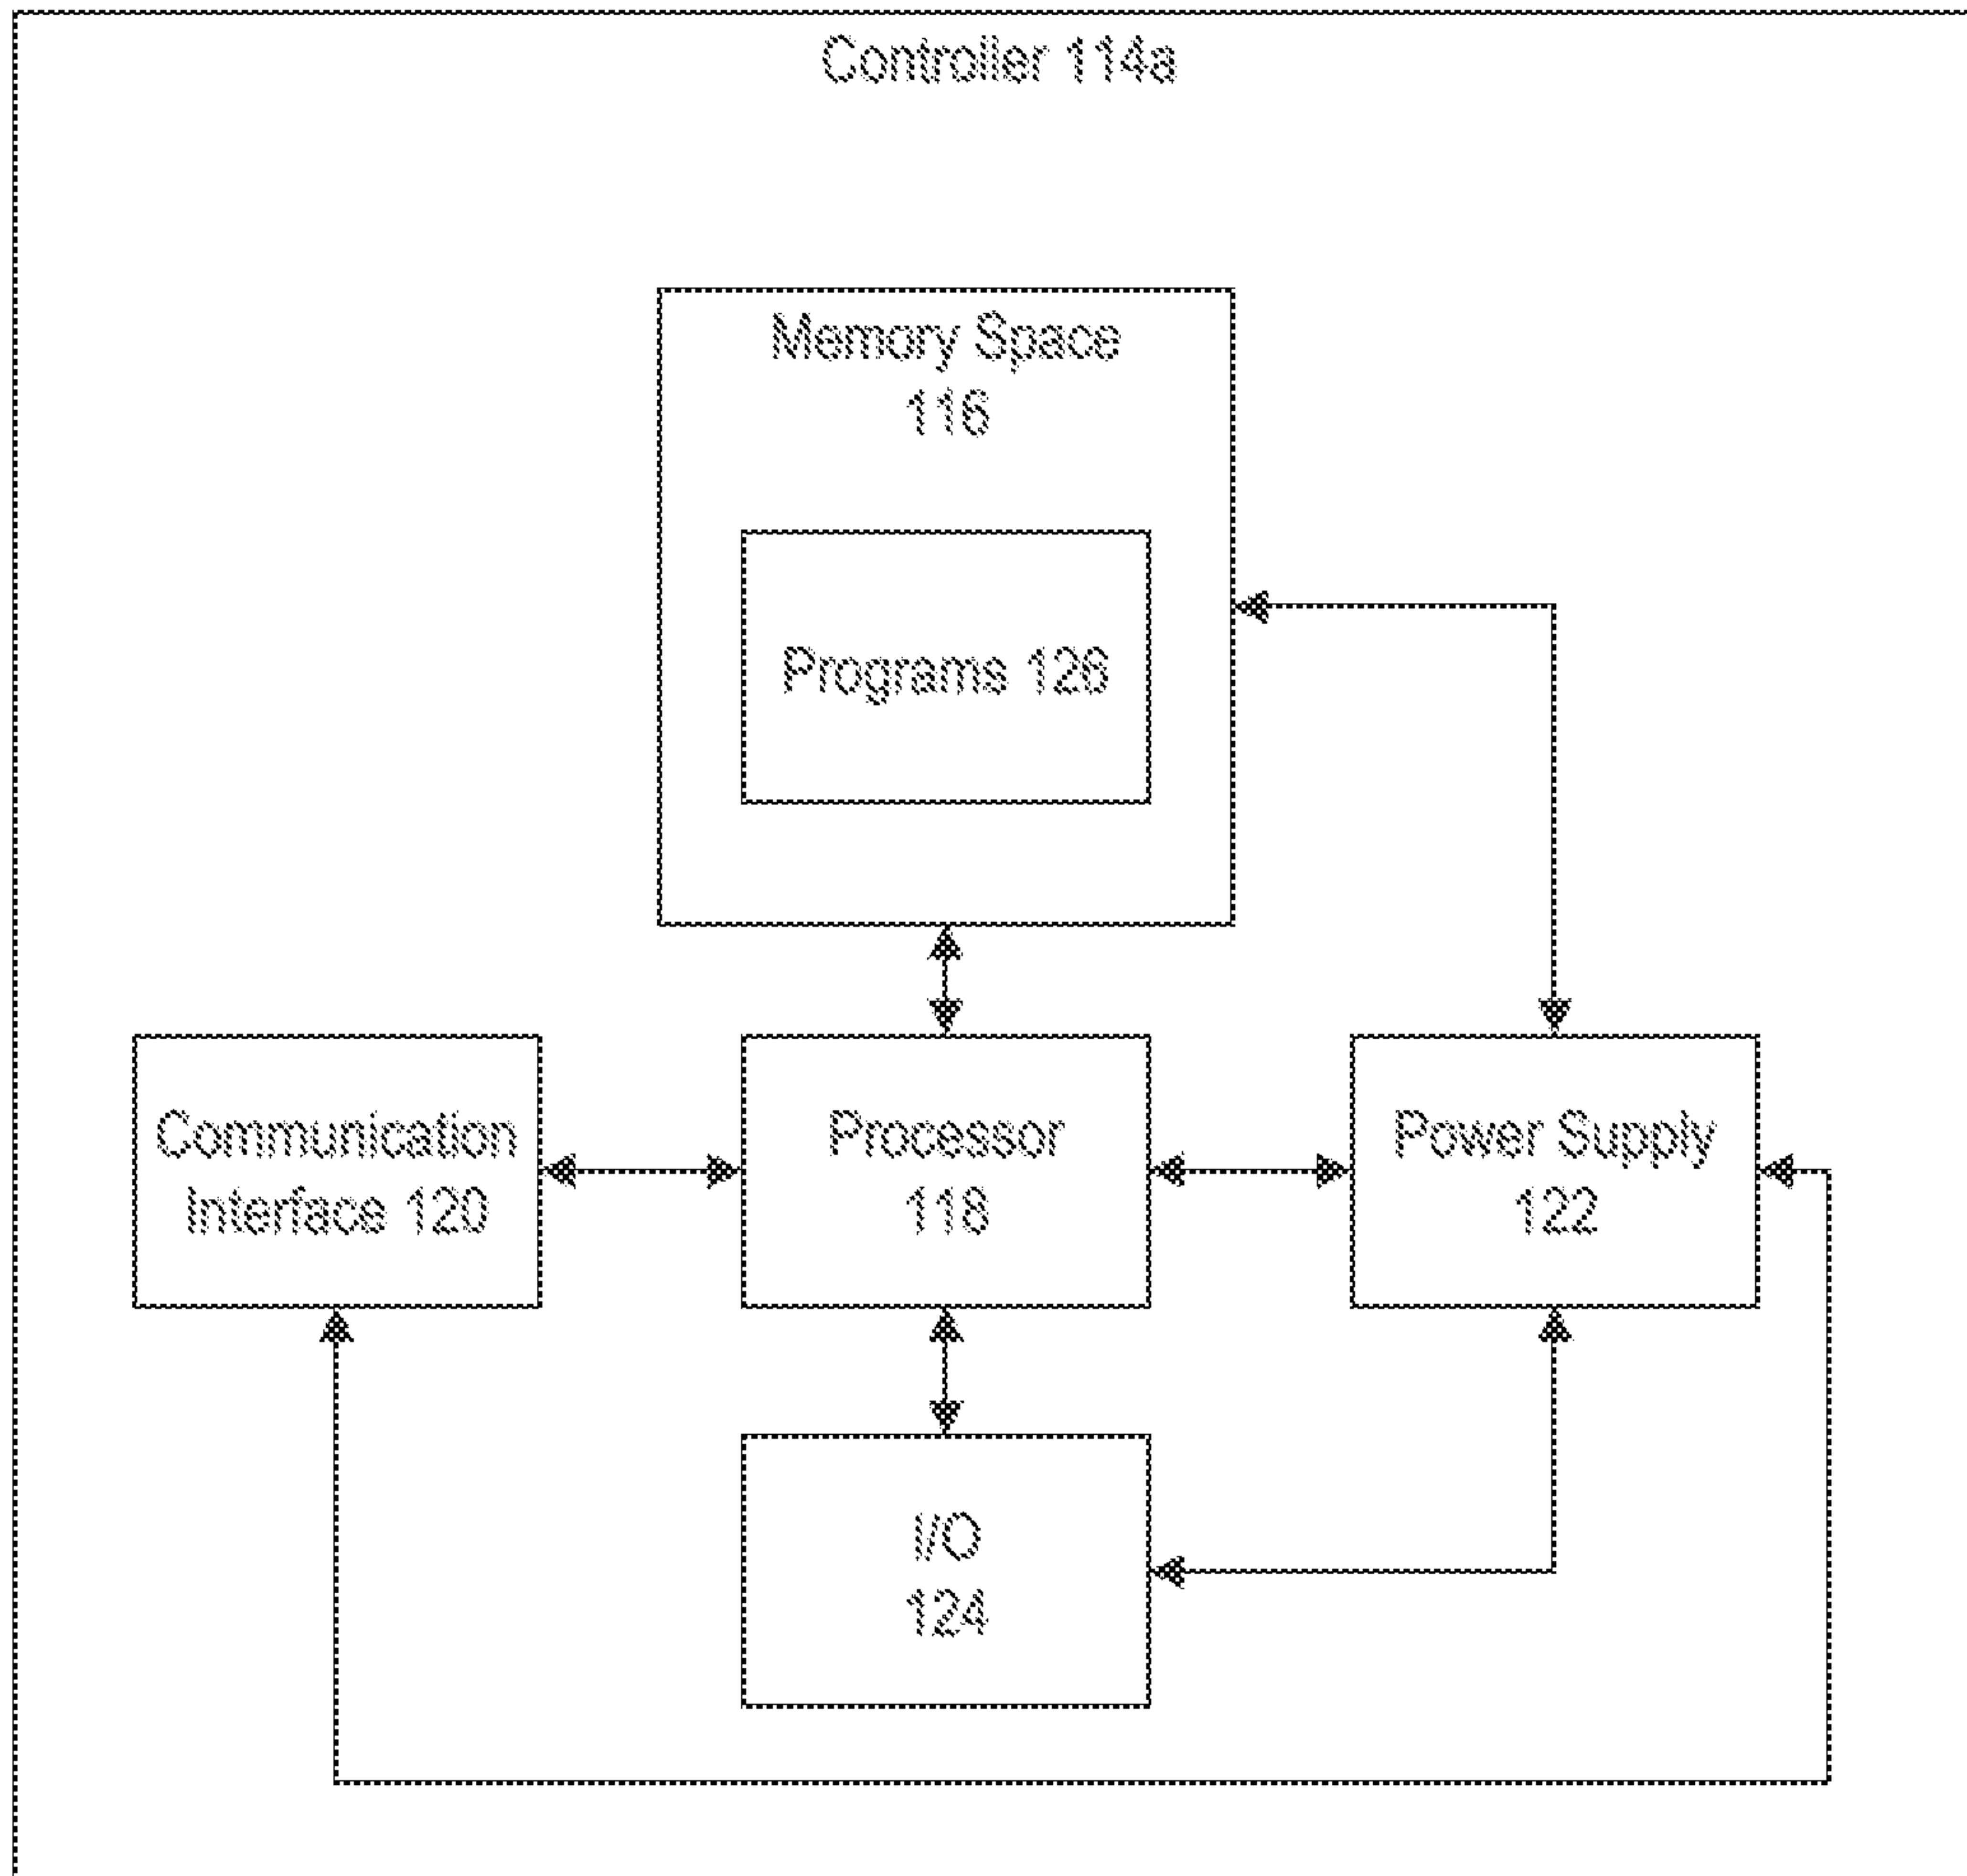 Controller 114a
Memory Space
116
Programs 126
Communication
Interface 120
Processor
118
Power Supply
122
I/O
124